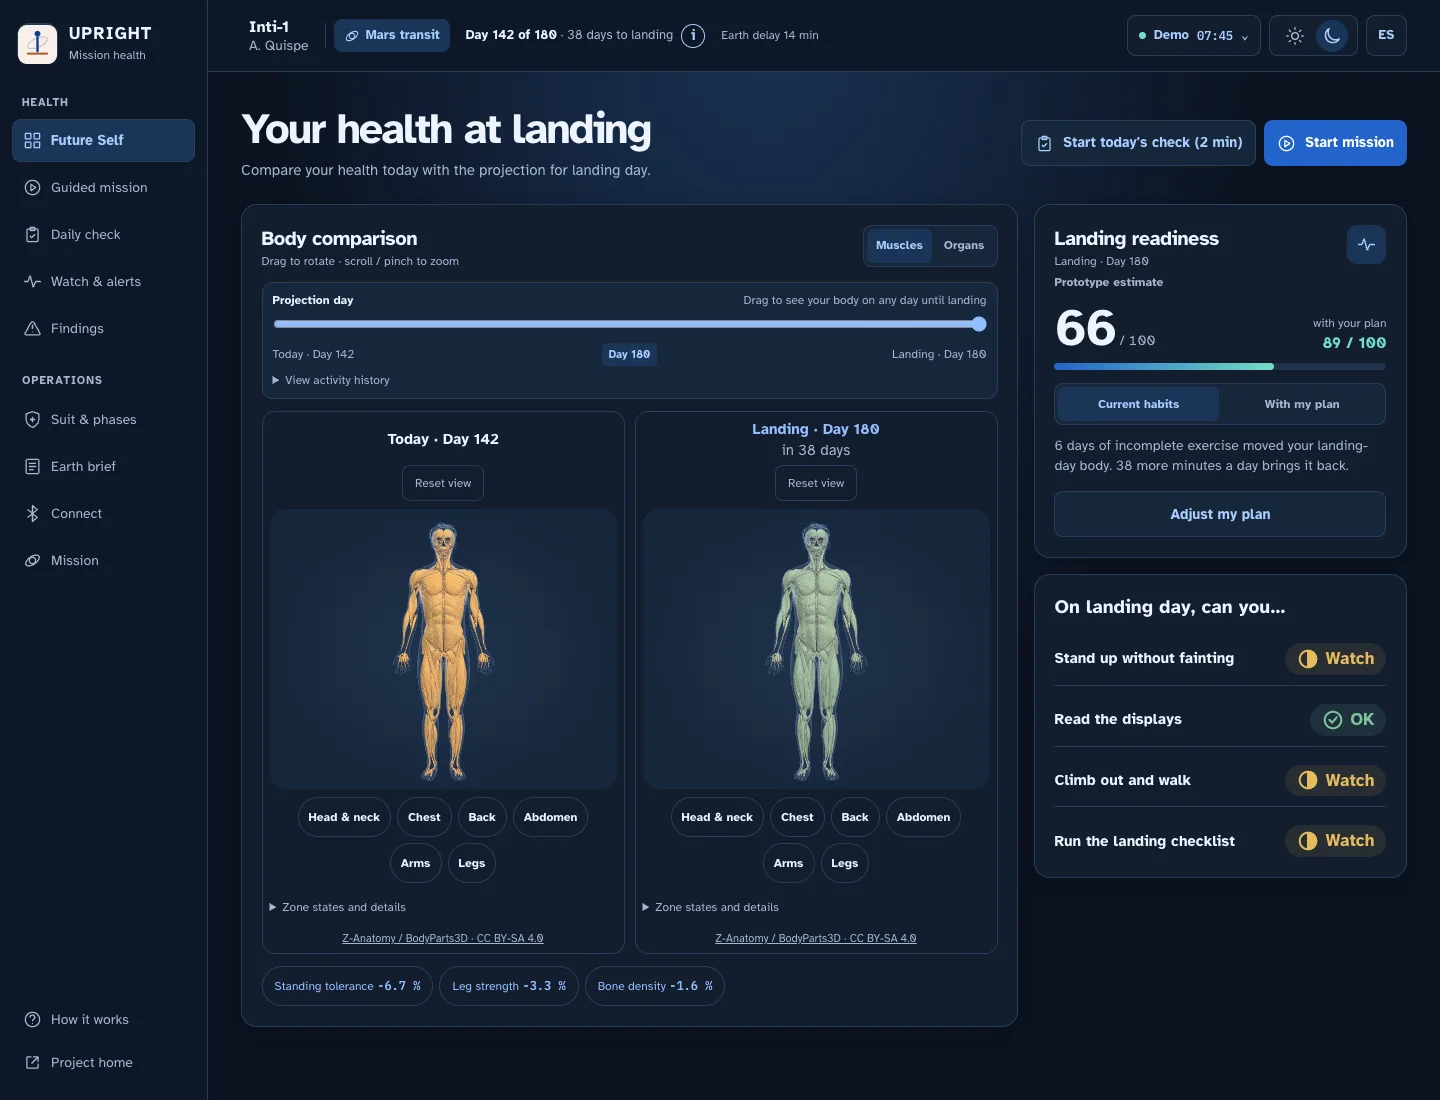 UPRIGHT
Mission health
HEALTH
Future Self
Guided mission
Daily check
Watch & alerts
Findings
OPERATIONS
Suit & phases
Earth brief
Connect
Mission
How it works
Project home
Inti-1
A. Quispe
Mars transit
Day 142 of 180 · 38 days to landing
i
Earth delay 14 min
Demo 07:45
ES
Your health at landing
Compare your health today with the projection for landing day.
Start today's check (2 min)
Start mission
Body comparison
Drag to rotate · scroll / pinch to zoom
Muscles
Organs
Projection day
Drag to see your body on any day until landing
Today · Day 142
Day 180
Landing · Day 180
View activity history
Today · Day 142
Reset view
Head & neck
Chest
Back
Abdomen
Arms
Legs
Zone states and details
Z-Anatomy / BodyParts3D · CC BY-SA 4.0
Landing · Day 180
in 38 days
Reset view
Head & neck
Chest
Back
Abdomen
Arms
Legs
Zone states and details
Z-Anatomy / BodyParts3D · CC BY-SA 4.0
Standing tolerance -6.7 %
Leg strength -3.3 %
Bone density -1.6 %
Landing readiness
Landing · Day 180
Prototype estimate
66 / 100
with your plan
89 / 100
Current habits
With my plan
6 days of incomplete exercise moved your landing-
day body. 38 more minutes a day brings it back.
Adjust my plan
On landing day, can you...
Stand up without fainting
Watch
Read the displays
OK
Climb out and walk
Watch
Run the landing checklist
Watch